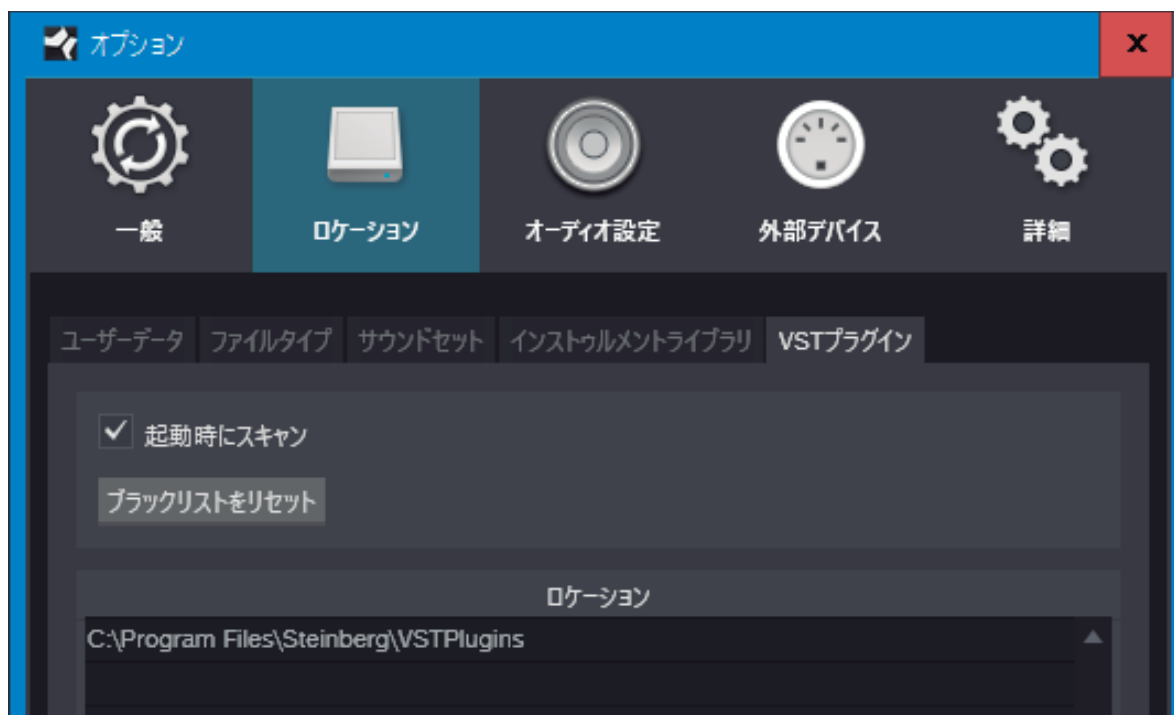 オプション
一般 ロケーション オーディオ設定 外部デバイス 詳細
ユーザーデータ ファイルタイプ サウンドセット インストゥルメントライブラリ VSTプラグイン
起動時にスキャン
ブラックリストをリセット
ロケーション
C:\Program Files\Steinberg\VSTPlugins